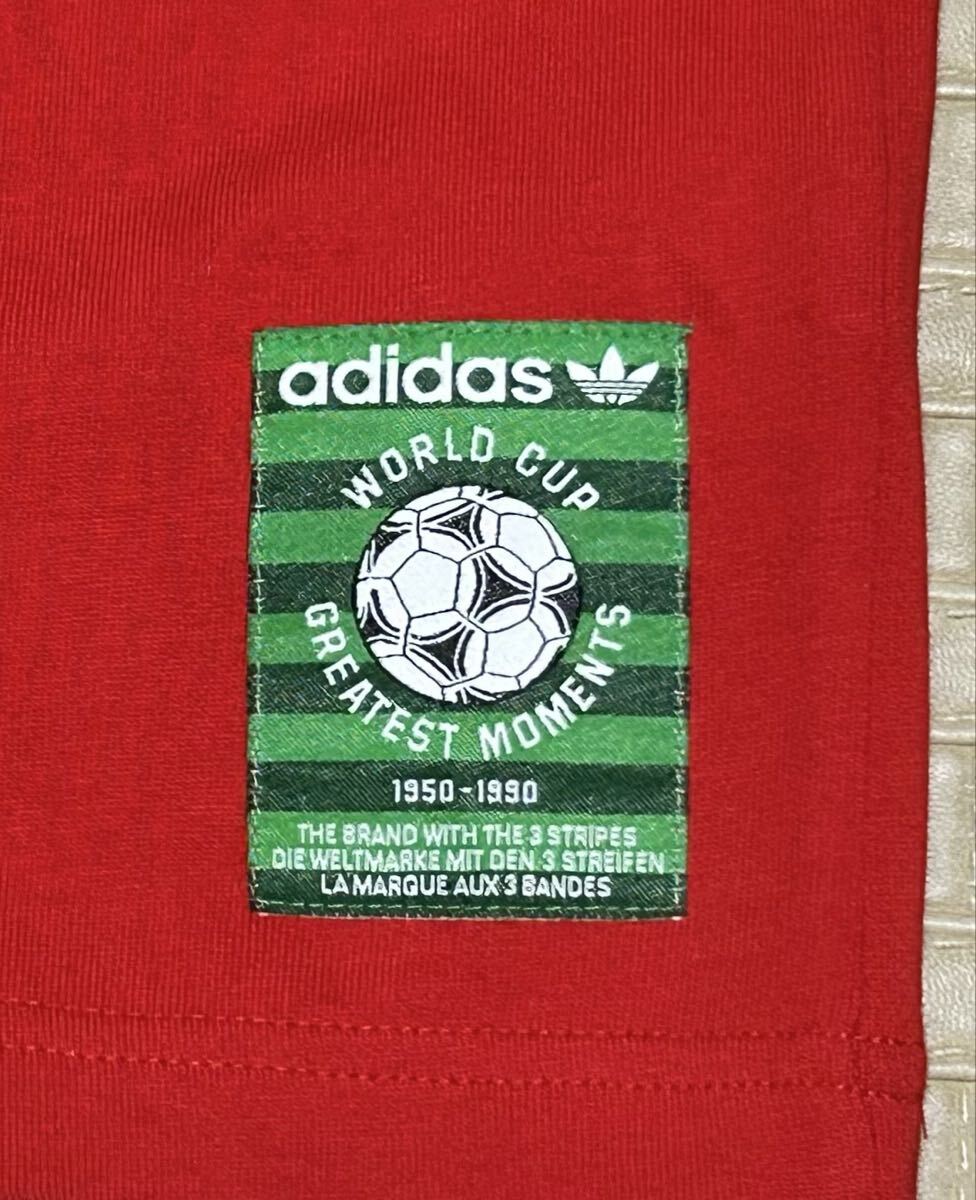 adidas
WORLD CUP
GREATEST MOMENTS
1950-1990
THE BRAND WITH THE 3 STRIPES
DIE WELTMARKE MIT DEN 3 STREIFEN
LA MARQUE AUX 3 BANDES